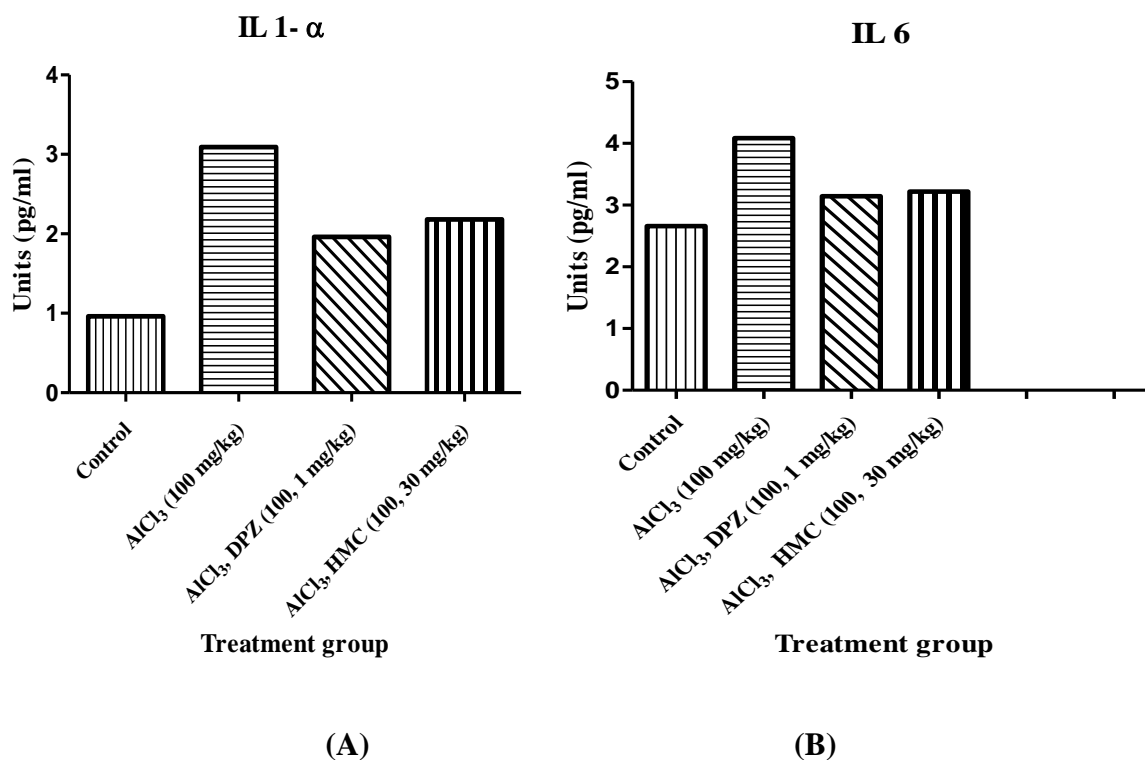 IL 1- α
4
3
2
1
0
Units (pg/ml)
Control
AlCl₃ (100 mg/kg)
AlCl₃, DPZ (100, 1 mg/kg)
AlCl₃, HMC (100, 30 mg/kg)
Treatment group
(A)
IL 6
5
4
3
2
1
0
Units (pg/ml)
Control
AlCl₃ (100 mg/kg)
AlCl₃, DPZ (100, 1 mg/kg)
AlCl₃, HMC (100, 30 mg/kg)
Treatment group
(B)